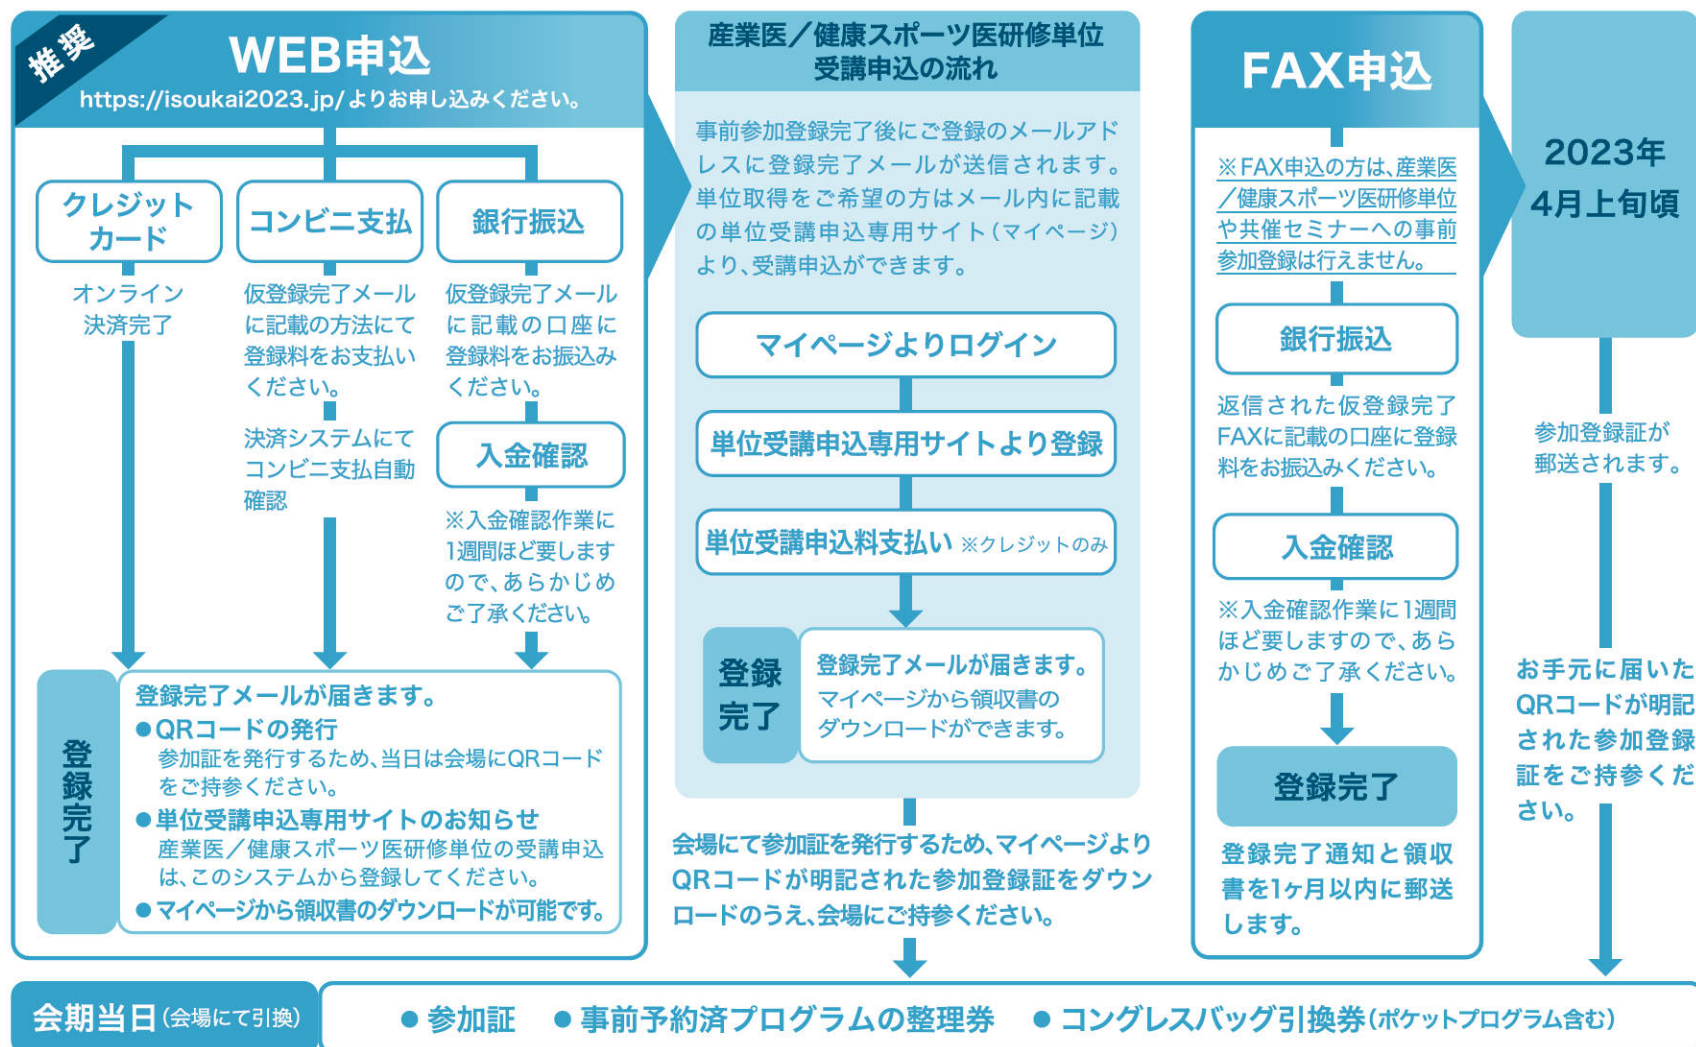 推奨
WEB申込
https://isoukai2023.jp/よりお申し込みください。
クレジット
カード
オンライン
決済完了
コンビニ支払
仮登録完了メール
に記載の方法にて
登録料をお支払い
ください。
決済システムにて
コンビニ支払自動
確認
銀行振込
仮登録完了メール
に記載の口座に
登録料をお振込み
ください。
入金確認
※入金確認作業に
1週間ほど要します
ので、あらかじめ
ご了承ください。
登録完了
登録完了メールが届きます。
●QRコードの発行
参加証を発行するため、当日は会場にQRコード
をご持参ください。
●単位受講申込専用サイトのお知らせ
産業医／健康スポーツ医研修単位の受講申込
は、このシステムから登録してください。
●マイページから領収書のダウンロードが可能です。
産業医／健康スポーツ医研修単位
受講申込の流れ
事前参加登録完了後にご登録のメールアド
レスに登録完了メールが送信されます。
単位取得をご希望の方はメール内に記載
の単位受講申込専用サイト（マイページ）
より、受講申込ができます。
マイページよりログイン
単位受講申込専用サイトより登録
単位受講申込料支払い ※クレジットのみ
登録
完了
登録完了メールが届きます。
マイページから領収書の
ダウンロードができます。
会場にて参加証を発行するため、マイページより
QRコードが明記された参加登録証をダウン
ロードのうえ、会場にご持参ください。
FAX申込
※FAX申込の方は、産業医
／健康スポーツ医研修単位
や共催セミナーへの事前
参加登録は行えません。
銀行振込
返信された仮登録完了
FAXに記載の口座に登録
料をお振込みください。
入金確認
※入金確認作業に1週間
ほど要しますので、あら
かじめご了承ください。
登録完了
登録完了通知と領収
書を1ヶ月以内に郵送
します。
2023年
4月上旬頃
参加登録証が
郵送されます。
お手元に届いた
QRコードが明記
された参加登録
証をご持参くだ
さい。
会期当日（会場にて引換）
●参加証 ●事前予約済プログラムの整理券 ●コングレスバッグ引換券（ポケットプログラム含む）